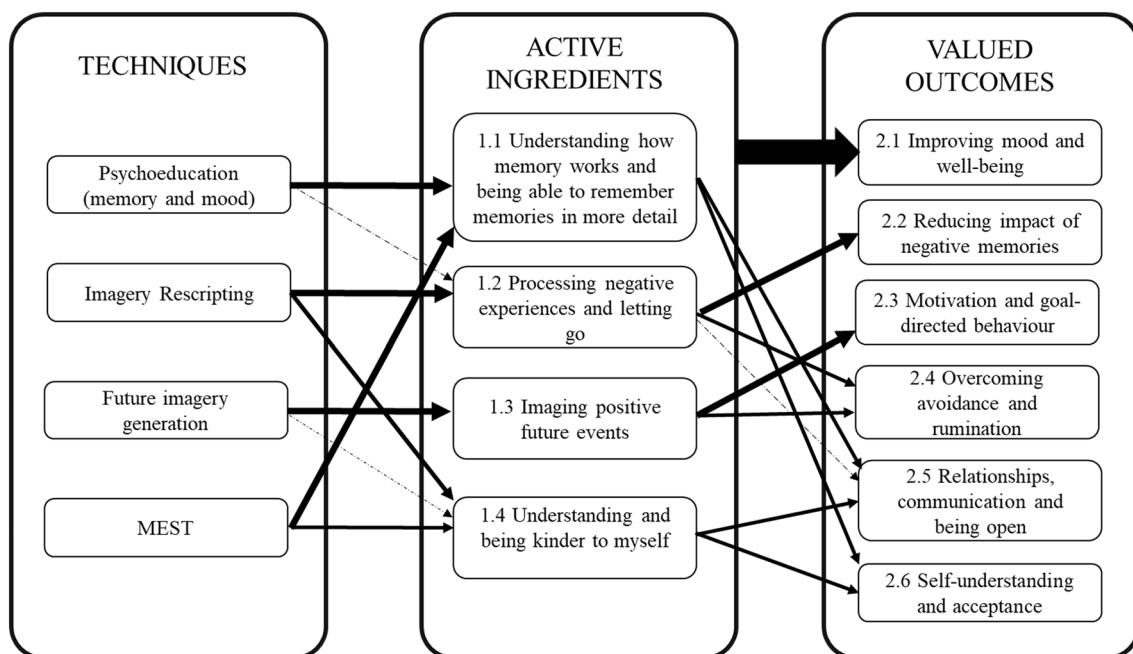 TECHNIQUES
Psychoeducation
(memory and mood)
Imagery Rescripting
Future imagery
generation
MEST
ACTIVE
INGREDIENTS
1.1 Understanding how
memory works and
being able to remember
memories in more detail
1.2 Processing negative
experiences and letting
go
1.3 Imaging positive
future events
1.4 Understanding and
being kinder to myself
VALUED
OUTCOMES
2.1 Improving mood and
well-being
2.2 Reducing impact of
negative memories
2.3 Motivation and goal-
directed behaviour
2.4 Overcoming
avoidance and
rumination
2.5 Relationships,
communication and
being open
2.6 Self-understanding
and acceptance